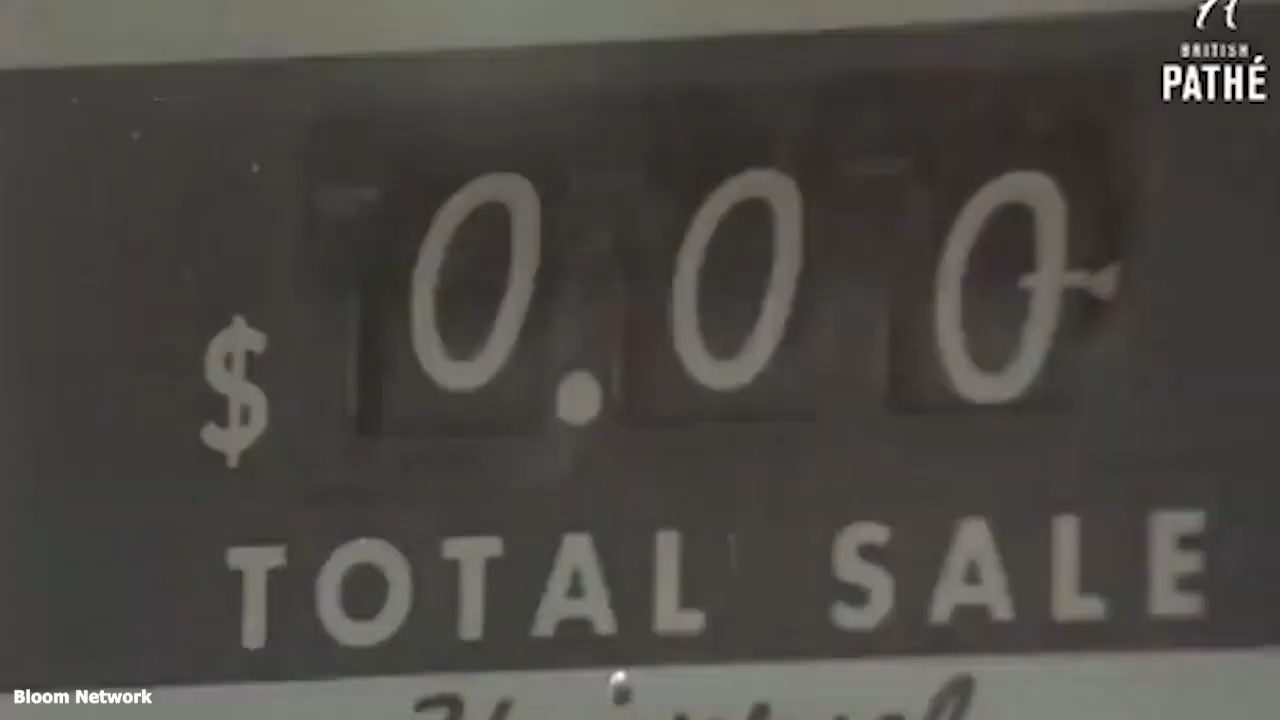 BRITISH
PATHÉ
$ 0.00
TOTAL SALE
Bloom Network